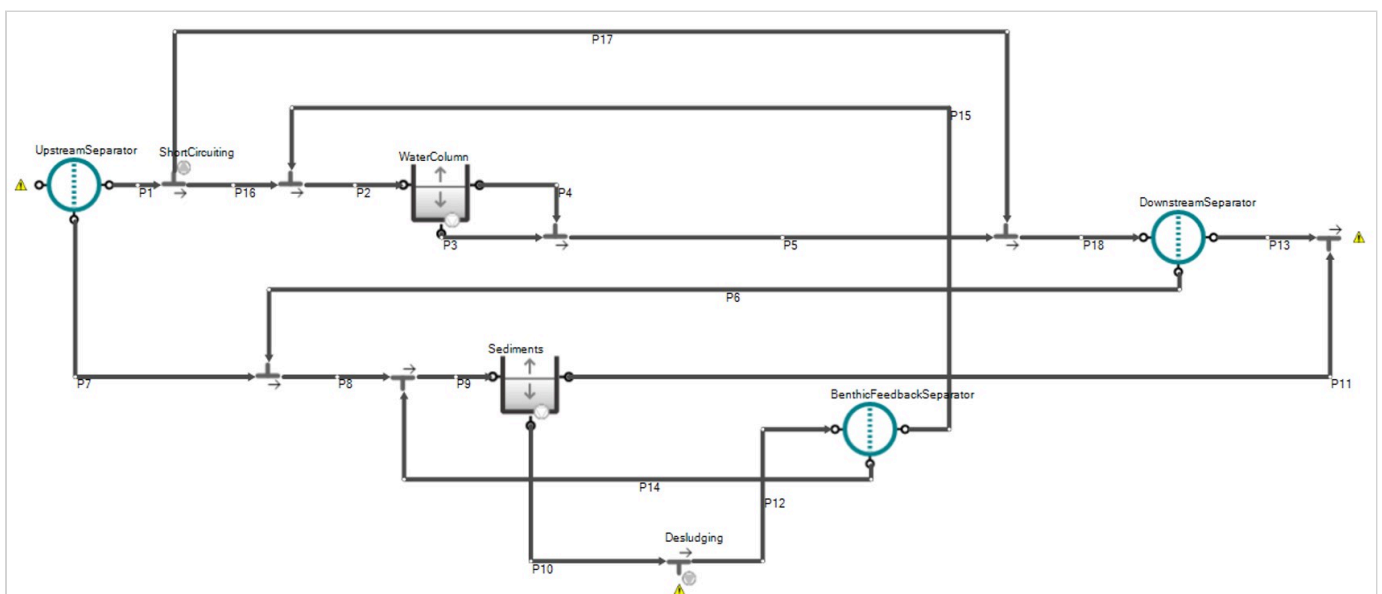 P17
P15
UpstreamSeparator
ShortCircuiting
WaterColumn
P1
P16
P2
P4
DownstreamSeparator
P3
P5
P18
P13
P6
Sediments
P7
P8
P9
P11
BenthicFeedbackSeparator
P14
P12
Desludging
P10